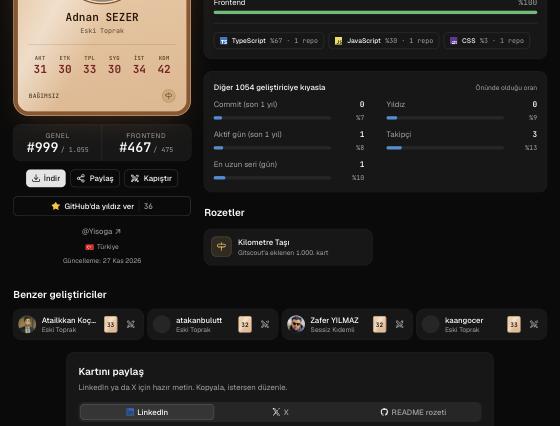 Adnan SEZER
Eski Toprak
AKT ETK TPL SYG İST KDM
31 30 33 30 34 42
BAĞIMSIZ
GENEL
#999 / 1.055
FRONTEND
#467 / 475
İndir
Paylaş
Kapıştır
GitHub'da yıldız ver 36
@Yisoga ↗
Türkiye
Güncelleme: 27 Kas 2026
Frontend %100
TypeScript %67 · 1 repo
JavaScript %30 · 1 repo
CSS %3 · 1 repo
Diğer 1054 geliştiriciye kıyasla
Önünde olduğu oran
Commit (son 1 yıl) 0
%7
Yıldız 0
%9
Aktif gün (son 1 yıl) 1
%8
Takipçi 3
%13
En uzun seri (gün) 1
%10
Rozetler
Kilometre Taşı
Gitscout'a eklenen 1.000. kart
Benzer geliştiriciler
Atailkkan Koç...
Eski Toprak
33
atakanbulutt
Eski Toprak
32
Zafer YILMAZ
Sessiz Kıdemli
32
kaangocer
Eski Toprak
33
Kartını paylaş
LinkedIn ya da X için hazır metin. Kopyala, istersen düzenle.
LinkedIn
X
README rozeti